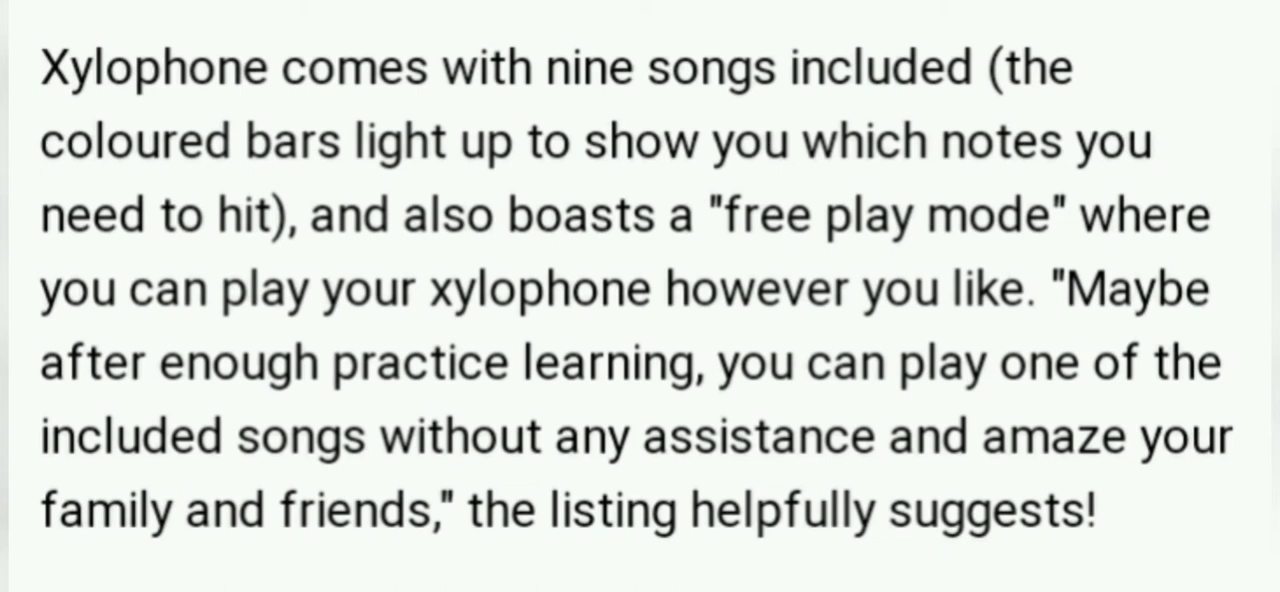 Xylophone comes with nine songs included (the
coloured bars light up to show you which notes you
need to hit), and also boasts a "free play mode" where
you can play your xylophone however you like. "Maybe
after enough practice learning, you can play one of the
included songs without any assistance and amaze your
family and friends," the listing helpfully suggests!